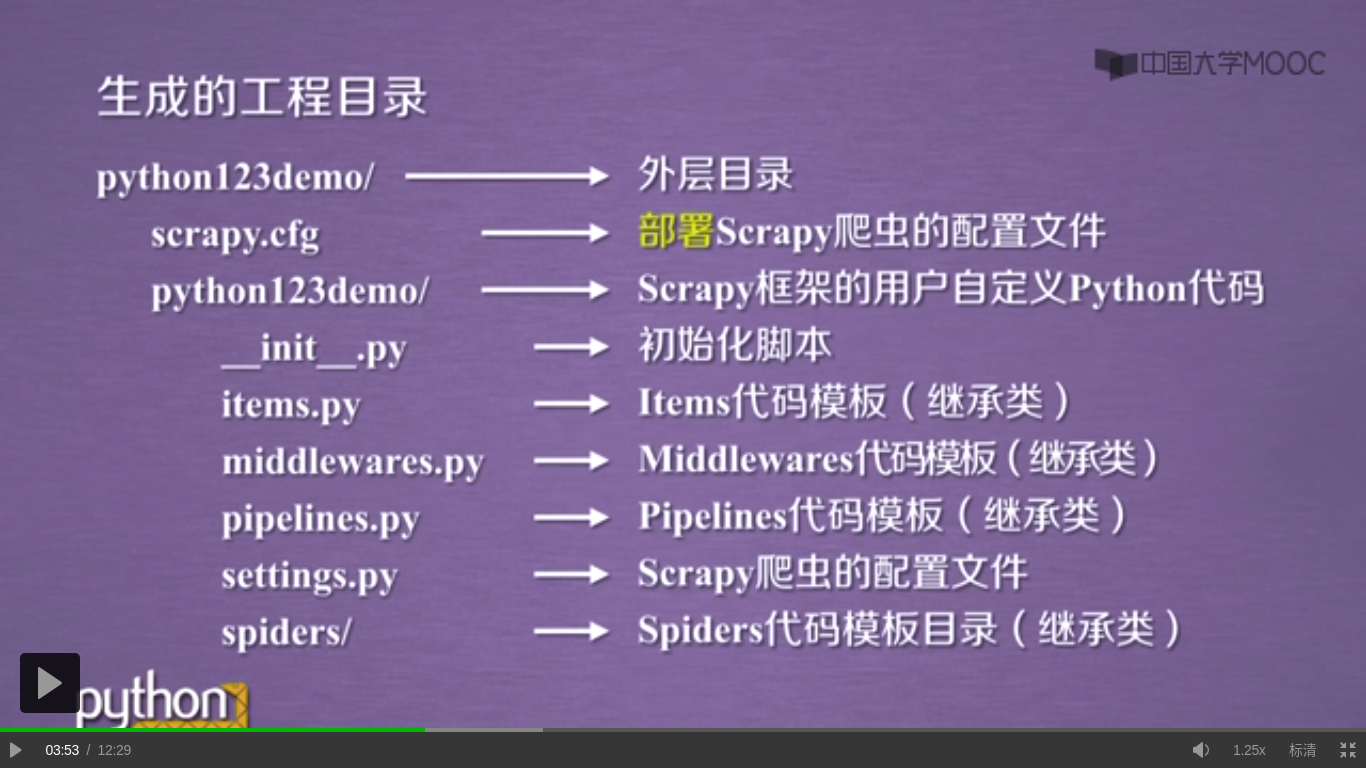 中国大学MOOC
生成的工程目录
python123demo/ 外层目录
scrapy.cfg 部署Scrapy爬虫的配置文件
python123demo/ Scrapy框架的用户自定义Python代码
__init__.py 初始化脚本
items.py Items代码模板（继承类）
middlewares.py Middlewares代码模板（继承类）
pipelines.py Pipelines代码模板（继承类）
settings.py Scrapy爬虫的配置文件
spiders/ Spiders代码模板目录（继承类）
python
03:53 / 12:29 1.25x 标清